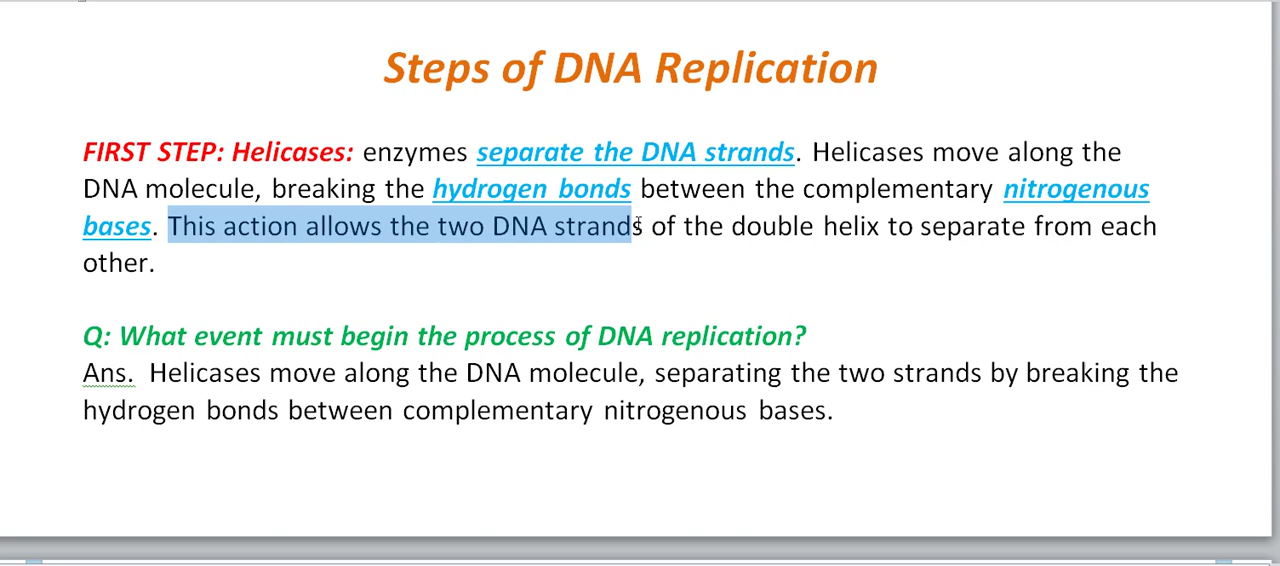 Steps of DNA Replication
FIRST STEP: Helicases: enzymes separate the DNA strands. Helicases move along the
DNA molecule, breaking the hydrogen bonds between the complementary nitrogenous
bases. This action allows the two DNA strands of the double helix to separate from each
other.
Q: What event must begin the process of DNA replication?
Ans. Helicases move along the DNA molecule, separating the two strands by breaking the
hydrogen bonds between complementary nitrogenous bases.